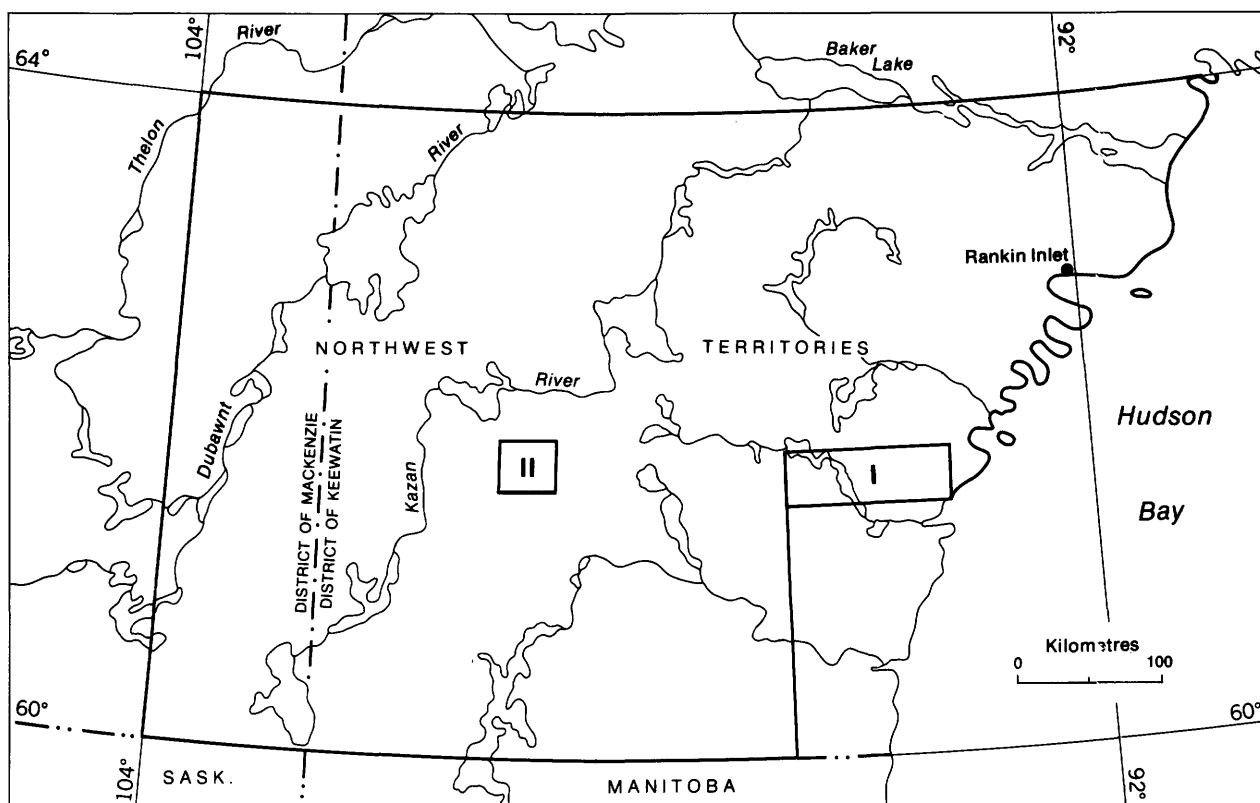 104°
River
92°
64°
Baker
Lake
Thelon
River
Rankin Inlet
NORTHWEST
TERRITORIES
River
Hudson
Dubawnt
Kazan
II
I
Bay
DISTRICT OF MACKENZIE
DISTRICT OF KEEWATIN
Kilometres
0
100
60°
60°
104°
SASK.
MANITOBA
92°